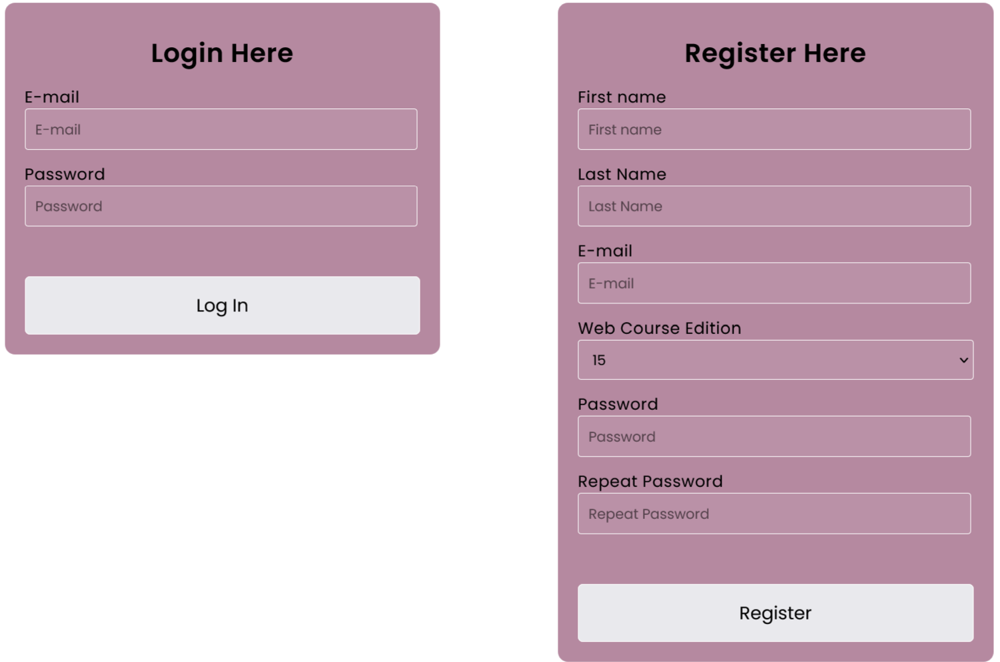 Login Here
E-mail
E-mail
Password
Password
Log In
Register Here
First name
First name
Last Name
Last Name
E-mail
E-mail
Web Course Edition
15
Password
Password
Repeat Password
Repeat Password
Register